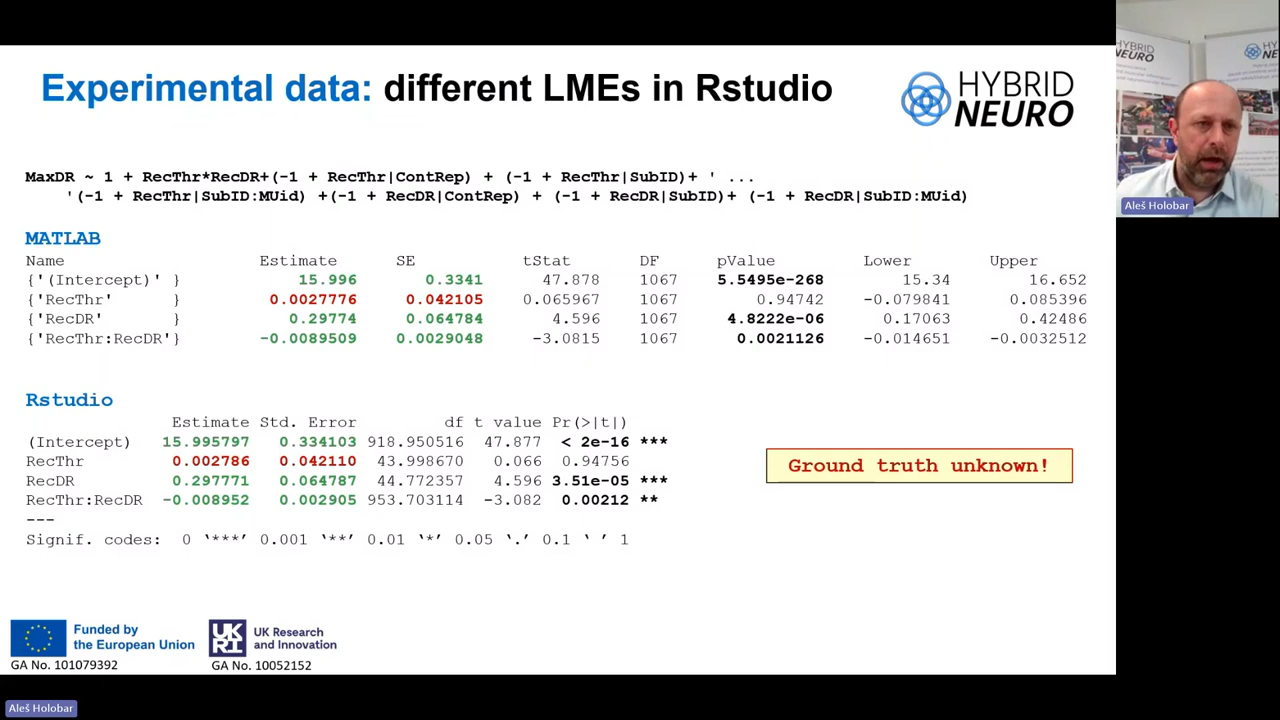 Experimental data: different LMEs in Rstudio
HYBRID
NEURO
MaxDR ~ 1 + RecThr*RecDR+(-1 + RecThr|ContRep) + (-1 + RecThr|SubID)+ ' ...
'(-1 + RecThr|SubID:MUid) +(-1 + RecDR|ContRep) + (-1 + RecDR|SubID)+ (-1 + RecDR|SubID:MUid)
MATLAB
Name Estimate SE tStat DF pValue Lower Upper
{'(Intercept)' } 15.996 0.3341 47.878 1067 5.5495e-268 15.34 16.652
{'RecThr' } 0.0027776 0.042105 0.065967 1067 0.94742 -0.079841 0.085396
{'RecDR' } 0.29774 0.064784 4.596 1067 4.8222e-06 0.17063 0.42486
{'RecThr:RecDR'} -0.0089509 0.0029048 -3.0815 1067 0.0021126 -0.014651 -0.0032512
Rstudio
Estimate Std. Error df t value Pr(>|t|)
(Intercept) 15.995797 0.334103 918.950516 47.877 < 2e-16 ***
RecThr 0.002786 0.042110 43.998670 0.066 0.94756
RecDR 0.297771 0.064787 44.772357 4.596 3.51e-05 ***
RecThr:RecDR -0.008952 0.002905 953.703114 -3.082 0.00212 **
---
Signif. codes: 0 ‘***’ 0.001 ‘**’ 0.01 ‘*’ 0.05 ‘.’ 0.1 ‘ ’ 1
Ground truth unknown!
Funded by
the European Union
GA No. 101079392
UK
RI
UK Research
and Innovation
GA No. 10052152
HYBRID
NEURO
HYBRID
Aleš Holobar
Aleš Holobar